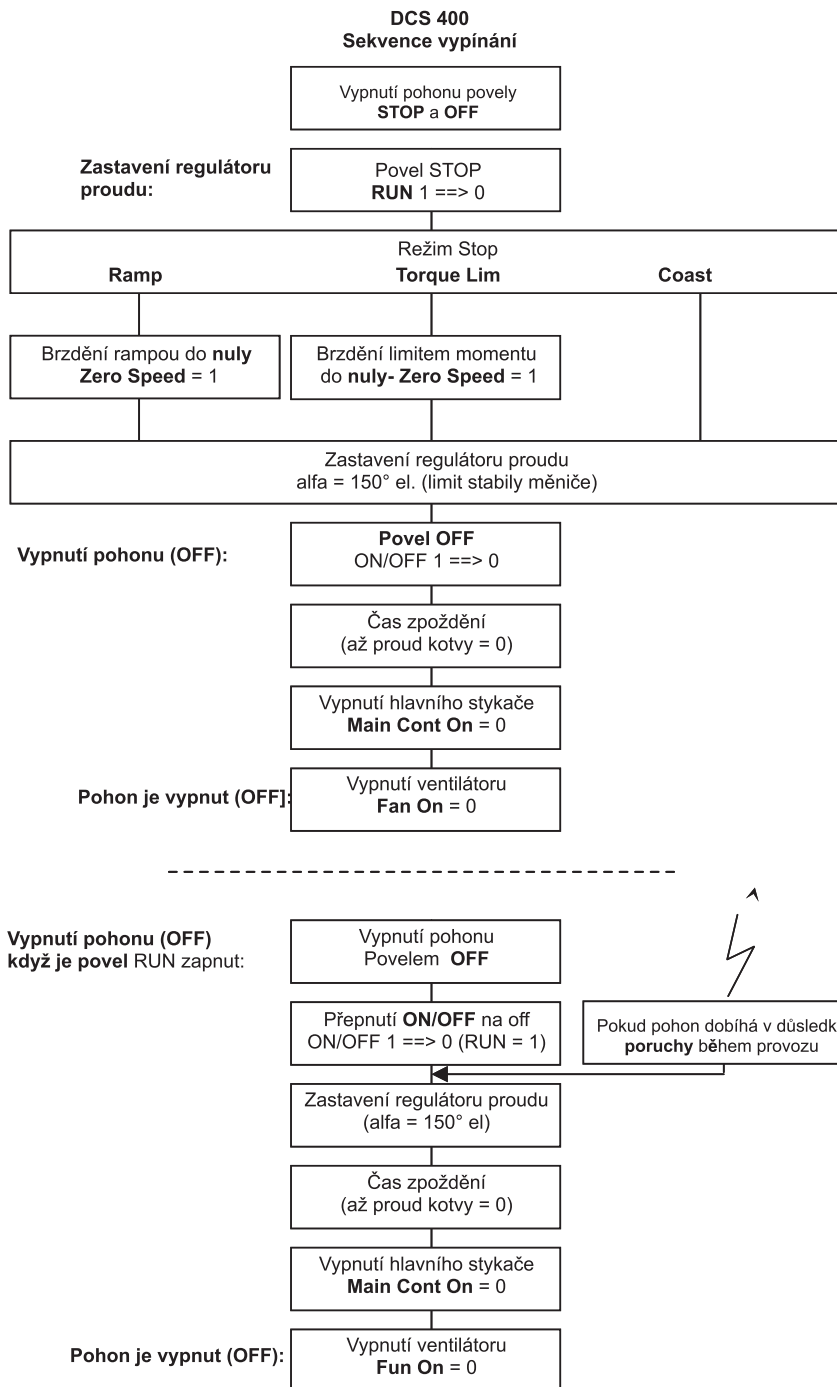 DCS 400
Sekvence vypínání
Vypnutí pohonu povely
STOP a OFF
Zastavení regulátoru
proudu:
Povel STOP
RUN 1 ==> 0
Režim Stop
Ramp
Torque Lim
Coast
Brzdění rampou do nuly
Zero Speed = 1
Brzdění limitem momentu
do nuly- Zero Speed = 1
Zastavení regulátoru proudu
alfa = 150° el. (limit stabily měniče)
Vypnutí pohonu (OFF):
Povel OFF
ON/OFF 1 ==> 0
Čas zpoždění
(až proud kotvy = 0)
Vypnutí hlavního stykače
Main Cont On = 0
Pohon je vypnut (OFF]:
Vypnutí ventilátoru
Fan On = 0
Vypnutí pohonu (OFF)
když je povel RUN zapnut:
Vypnutí pohonu
Povelem OFF
Přepnutí ON/OFF na off
ON/OFF 1 ==> 0 (RUN = 1)
Pokud pohon dobíhá v důsledk
poruchy během provozu
Zastavení regulátoru proudu
(alfa = 150° el)
Čas zpoždění
(až proud kotvy = 0)
Vypnutí hlavního stykače
Main Cont On = 0
Pohon je vypnut (OFF):
Vypnutí ventilátoru
Fun On = 0